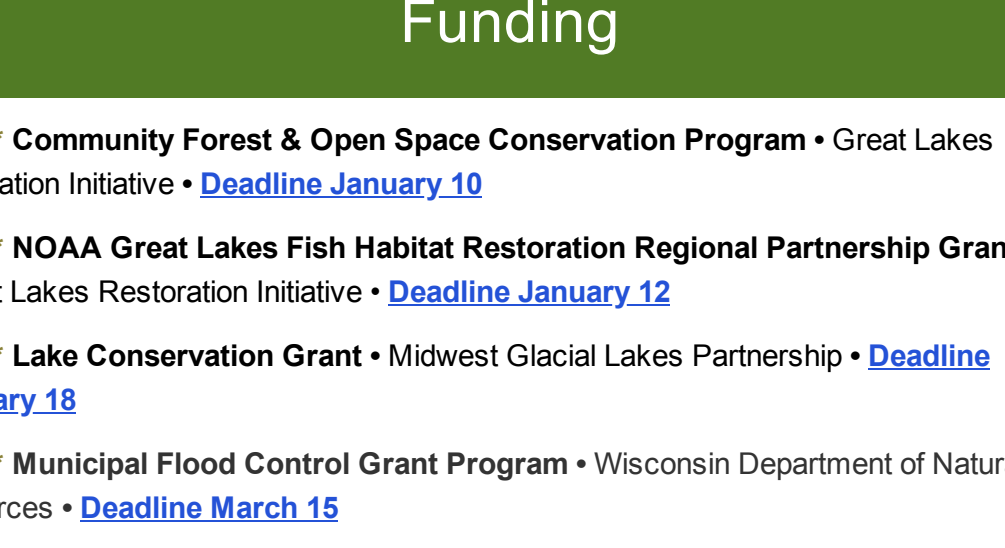 Funding
* Community Forest & Open Space Conservation Program • Great Lakes
ation Initiative • Deadline January 10
* NOAA Great Lakes Fish Habitat Restoration Regional Partnership Gran
t Lakes Restoration Initiative • Deadline January 12
* Lake Conservation Grant • Midwest Glacial Lakes Partnership • Deadline
ary 18
* Municipal Flood Control Grant Program • Wisconsin Department of Natur
rces • Deadline March 15